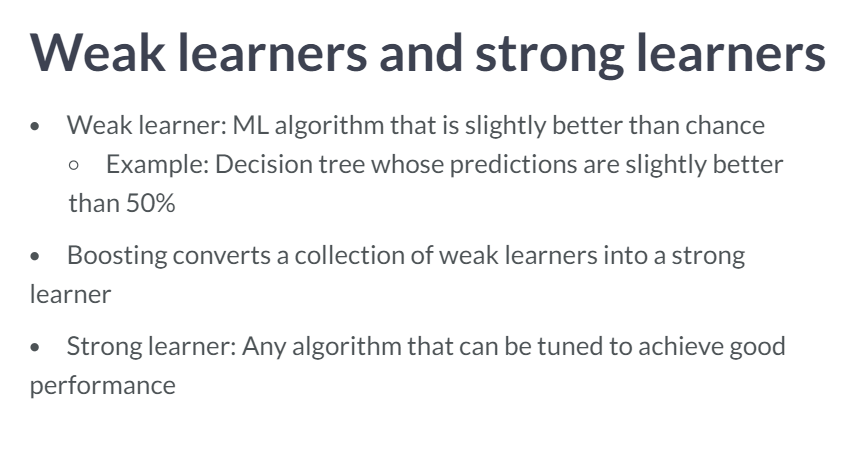 Weak learners and strong learners
• Weak learner: ML algorithm that is slightly better than chance
○ Example: Decision tree whose predictions are slightly better
than 50%
• Boosting converts a collection of weak learners into a strong
learner
• Strong learner: Any algorithm that can be tuned to achieve good
performance